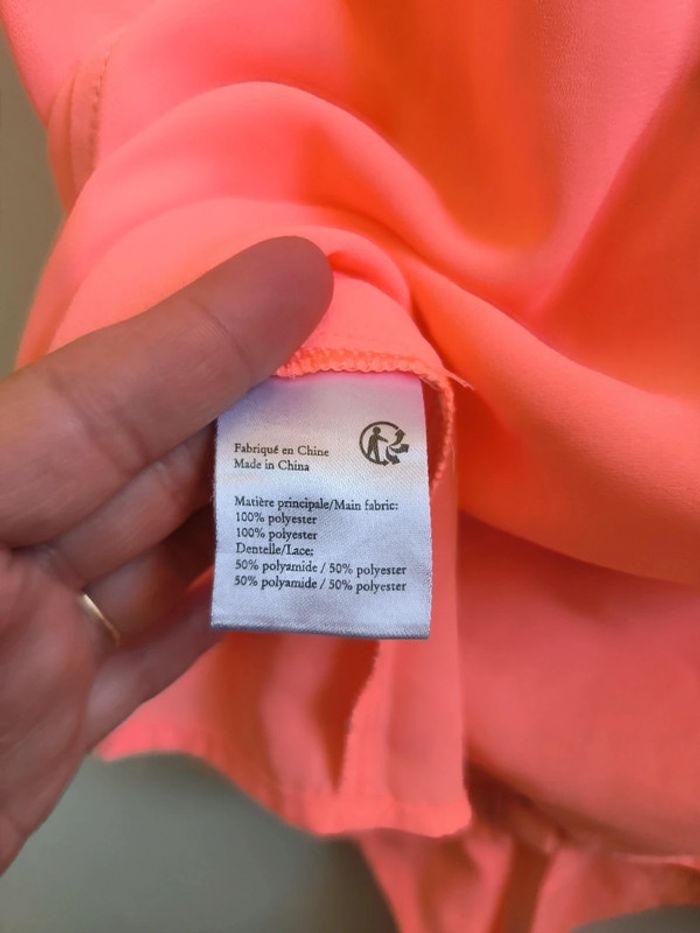 Fabriqué en Chine
Made in China
Matière principale/Main fabric:
100% polyester
100% polyester
Dentelle/Lace:
50% polyamide / 50% polyester
50% polyamide / 50% polyester